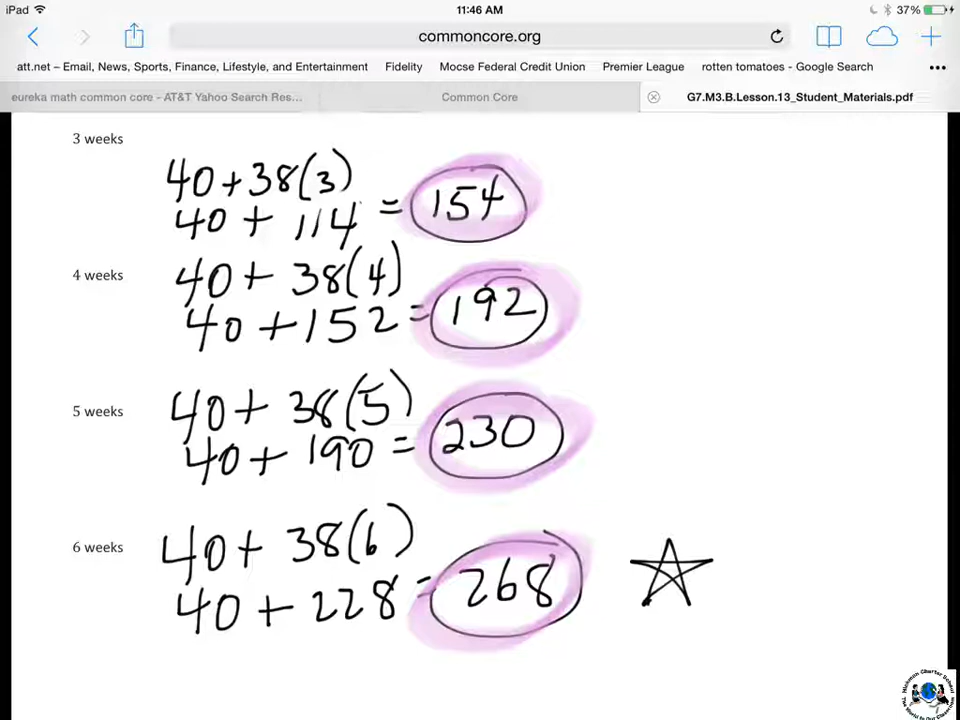 iPad 11:46 AM 37%
commoncore.org
att.net – Email, News, Sports, Finance, Lifestyle, and Entertainment Fidelity Mocse Federal Credit Union Premier League rotten tomatoes - Google Search •••
eureka math common core - AT&T Yahoo Search Res... Common Core G7.M3.B.Lesson.13_Student_Materials.pdf
3 weeks
40+38(3)
40 + 114 = 154
4 weeks
40 + 38(4)
40 + 152 = 192
5 weeks
40 + 38(5)
40 + 190 = 230
6 weeks
40 + 38(6)
40 + 228 = 268
Hickman Charter School